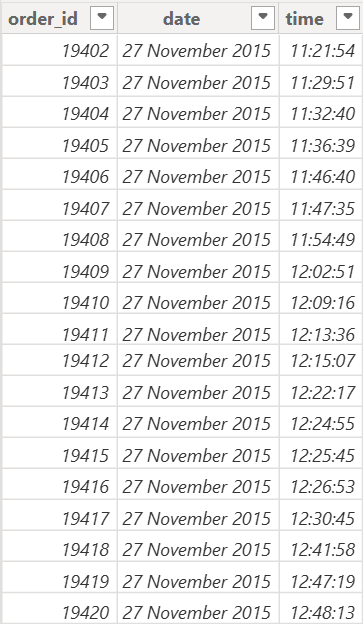 order_id date time
19402 27 November 2015 11:21:54
19403 27 November 2015 11:29:51
19404 27 November 2015 11:32:40
19405 27 November 2015 11:36:39
19406 27 November 2015 11:46:40
19407 27 November 2015 11:47:35
19408 27 November 2015 11:54:49
19409 27 November 2015 12:02:51
19410 27 November 2015 12:09:16
19411 27 November 2015 12:13:36
19412 27 November 2015 12:15:07
19413 27 November 2015 12:22:17
19414 27 November 2015 12:24:55
19415 27 November 2015 12:25:45
19416 27 November 2015 12:26:53
19417 27 November 2015 12:30:45
19418 27 November 2015 12:41:58
19419 27 November 2015 12:47:19
19420 27 November 2015 12:48:13